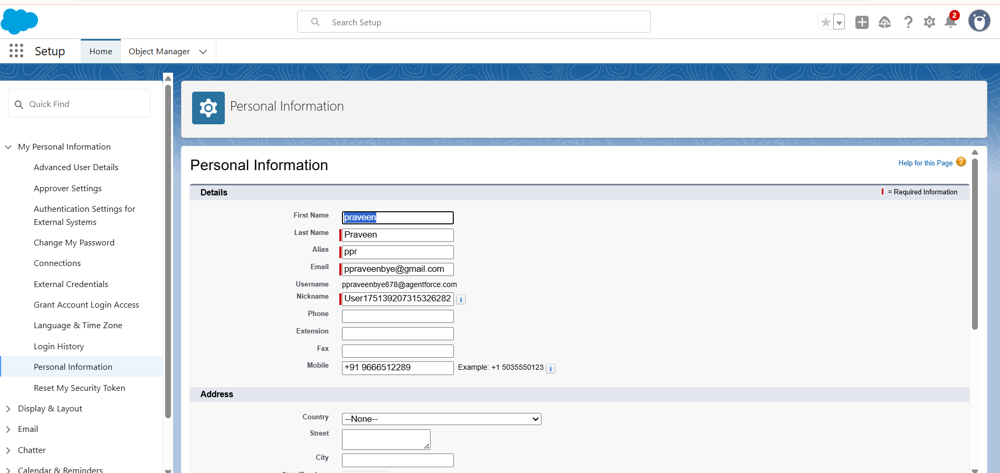 Search Setup
2
Setup
Home
Object Manager
Quick Find
My Personal Information
Advanced User Details
Approver Settings
Authentication Settings for
External Systems
Change My Password
Connections
External Credentials
Grant Account Login Access
Language & Time Zone
Login History
Personal Information
Reset My Security Token
Display & Layout
Email
Chatter
Calendar & Reminders
Personal Information
Personal Information
Help for this Page ?
Details
= Required Information
First Name praveen
Last Name Praveen
Alias ppr
Email ppraveenbye@gmail.com
Username ppraveenbye878@agentforce.com
Nickname User175139207315326282 i
Phone
Extension
Fax
Mobile +91 9666512289 Example: +1 5035550123 i
Address
Country --None--
Street
City